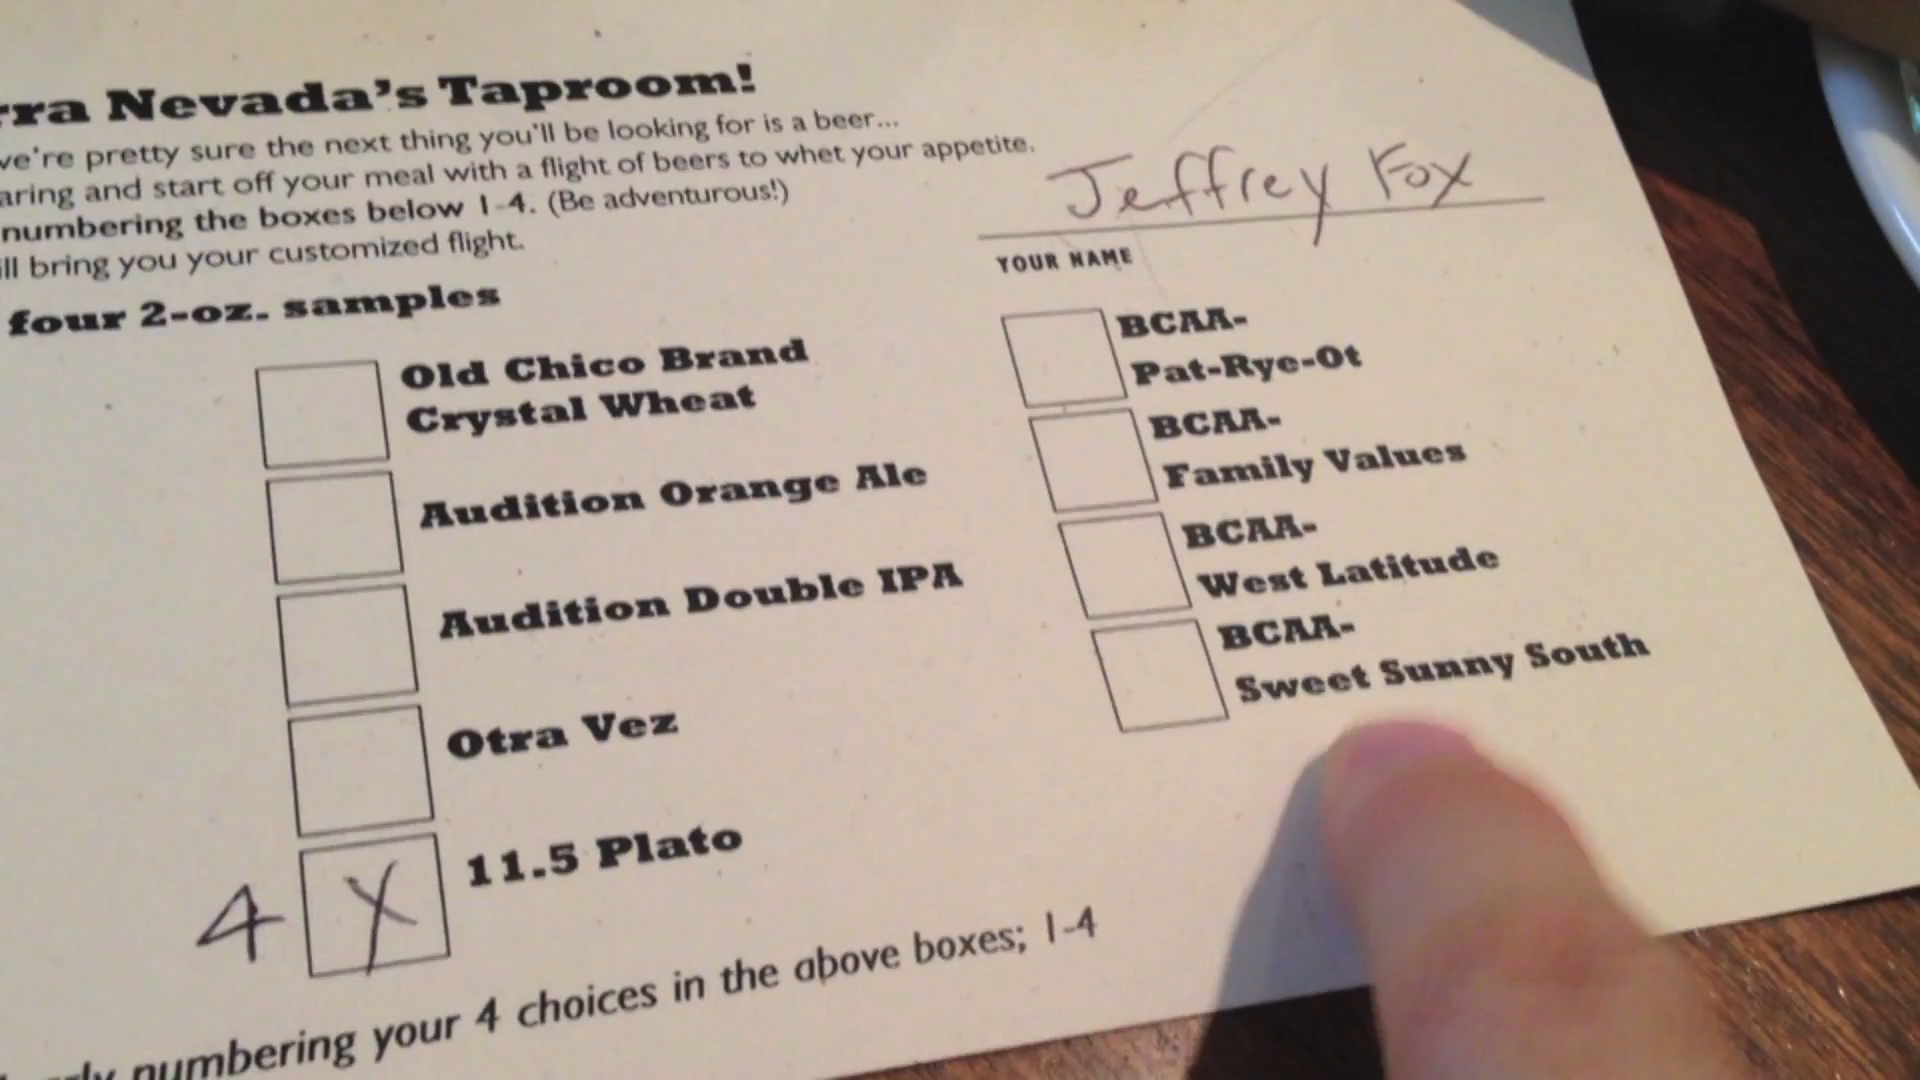 Nevada's Taproom!
we're pretty sure the next thing you'll be looking for is a beer...
and start off your meal with a flight of beers to whet your appetite.
numbering the boxes below 1-4. (Be adventurous!)
bring you your customized flight.
four 2-oz. samples
Jeffrey Fox
YOUR NAME
Old Chico Brand
Crystal Wheat
Audition Orange Ale
Audition Double IPA
Otra Vez
4 X 11.5 Plato
BCAA-
Pat-Rye-Ot
BCAA-
Family Values
BCAA-
West Latitude
BCAA-
Sweet Sunny South
numbering your 4 choices in the above boxes; 1-4